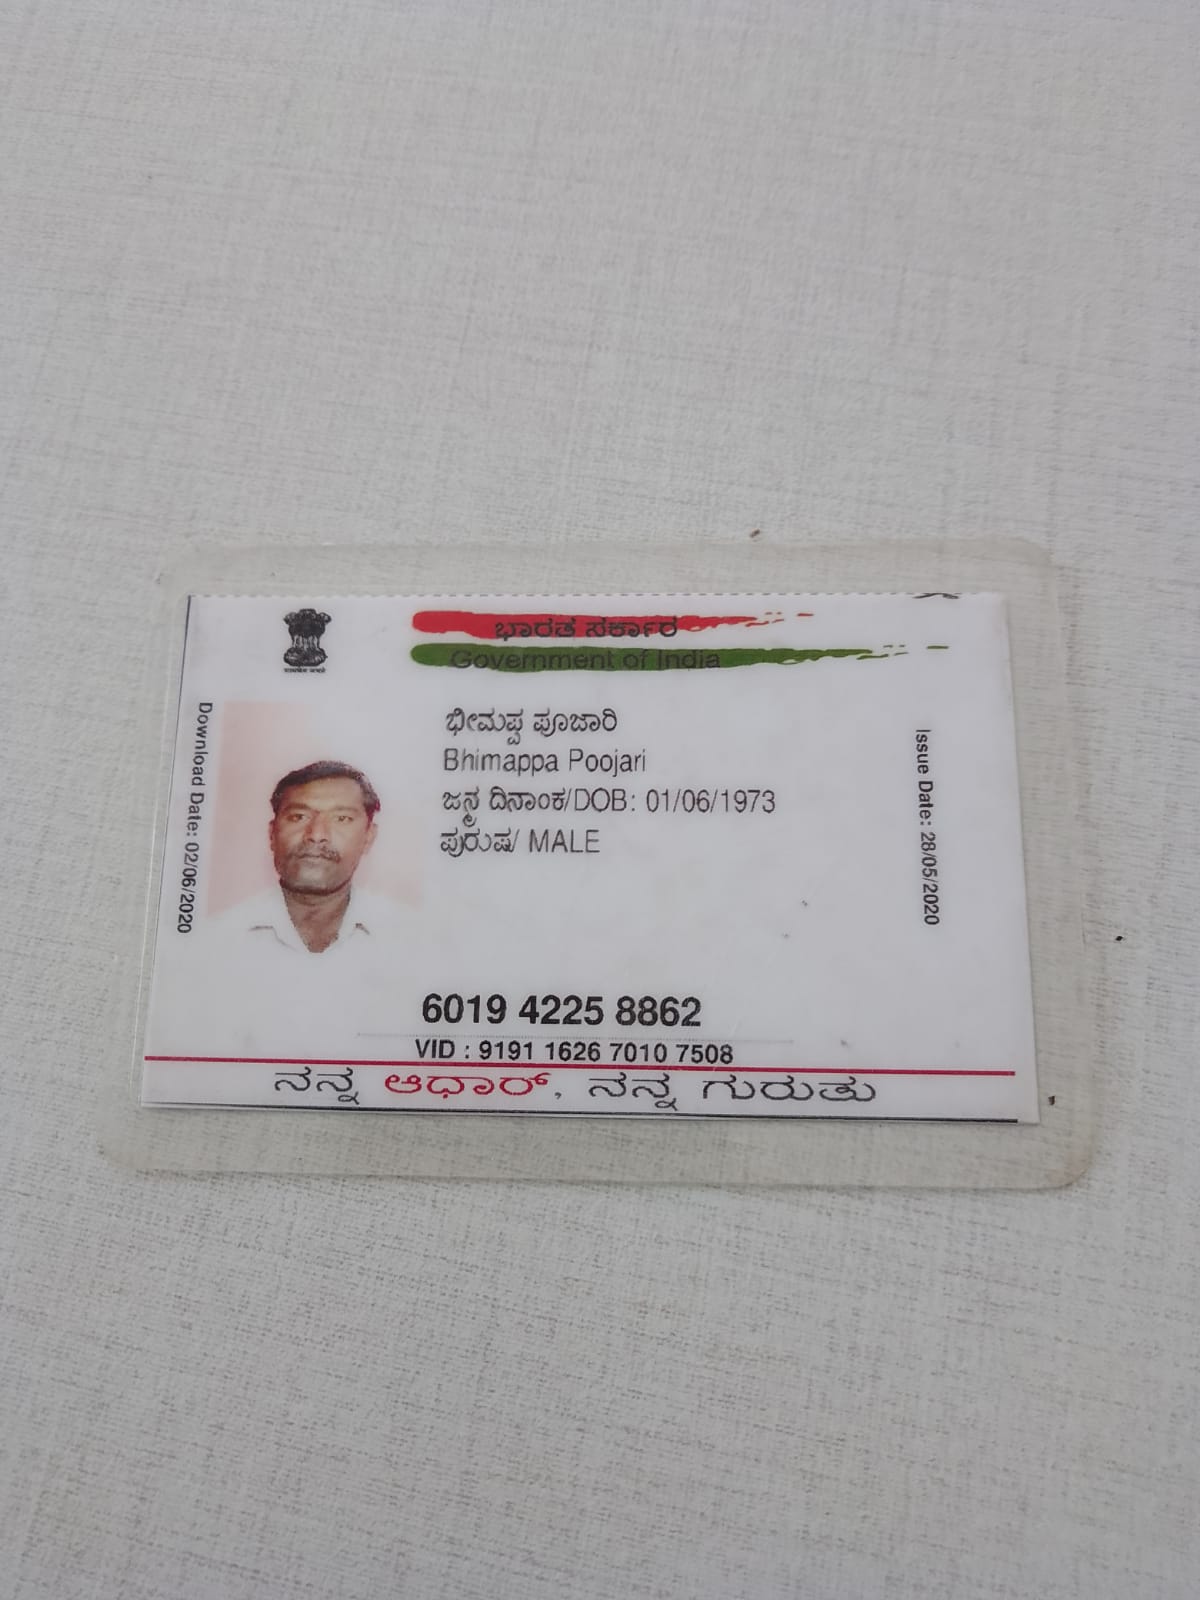 ಭಾರತ ಸರ್ಕಾರ
Government of India
ಭೀಮಪ್ಪ ಪೂಜಾರಿ
Bhimappa Poojari
ಜನ್ಮ ದಿನಾಂಕ/DOB: 01/06/1973
ಪುರುಷ/ MALE
Download Date: 02/06/2020
Issue Date: 28/05/2020
6019 4225 8862
VID : 9191 1626 7010 7508
ನನ್ನ ಆಧಾರ್, ನನ್ನ ಗುರುತು